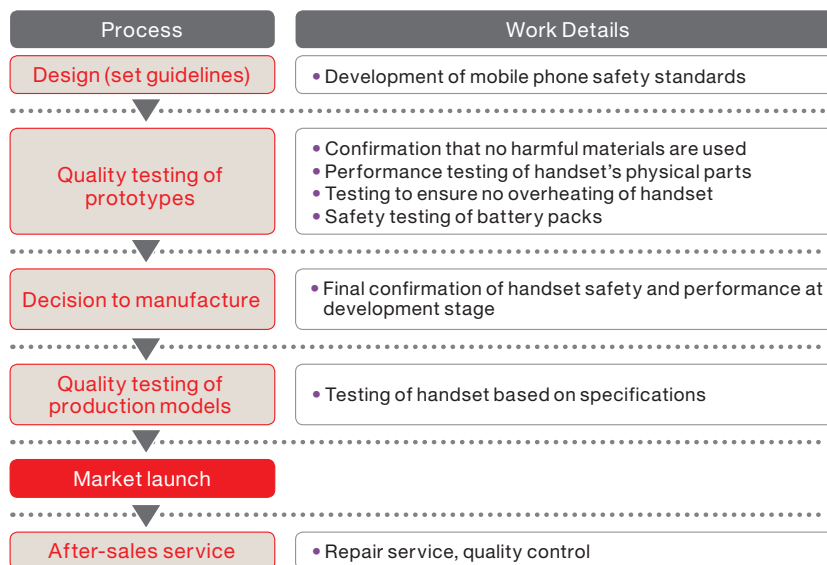 Process
Work Details
Design (set guidelines)
• Development of mobile phone safety standards
Quality testing of
prototypes
• Confirmation that no harmful materials are used
• Performance testing of handset's physical parts
• Testing to ensure no overheating of handset
• Safety testing of battery packs
Decision to manufacture
• Final confirmation of handset safety and performance at
development stage
Quality testing of
production models
• Testing of handset based on specifications
Market launch
After-sales service
• Repair service, quality control